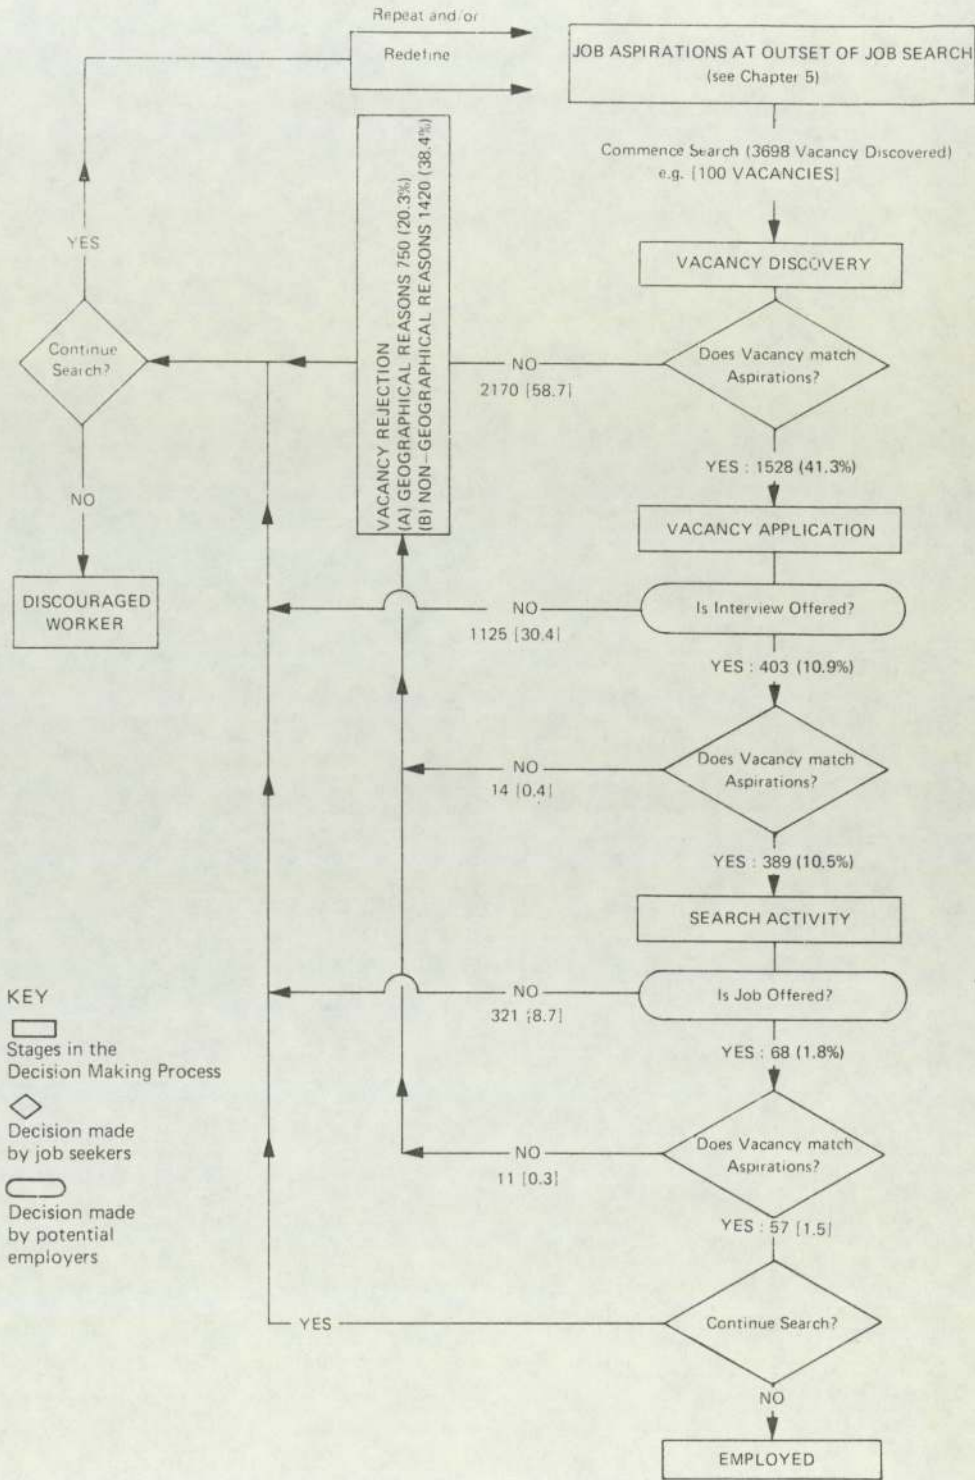 Repeat and/or
Redefine
JOB ASPIRATIONS AT OUTSET OF JOB SEARCH
(see Chapter 5)
Commence Search (3698 Vacancy Discovered)
e.g. [100 VACANCIES]
VACANCY DISCOVERY
YES
Continue
Search?
VACANCY REJECTION
(A) GEOGRAPHICAL REASONS 750 (20.3%)
(B) NON-GEOGRAPHICAL REASONS 1420 (38.4%)
NO
2170 [58.7]
Does Vacancy match
Aspirations?
YES : 1528 (41.3%)
NO
VACANCY APPLICATION
DISCOURAGED
WORKER
NO
1125 [30.4]
Is Interview Offered?
YES : 403 (10.9%)
NO
14 [0.4]
Does Vacancy match
Aspirations?
YES : 389 (10.5%)
SEARCH ACTIVITY
NO
321 [8.7]
Is Job Offered?
YES : 68 (1.8%)
NO
11 [0.3]
Does Vacancy match
Aspirations?
YES : 57 [1.5]
YES
Continue Search?
NO
EMPLOYED
KEY
Stages in the
Decision Making Process
Decision made
by job seekers
Decision made
by potential
employers